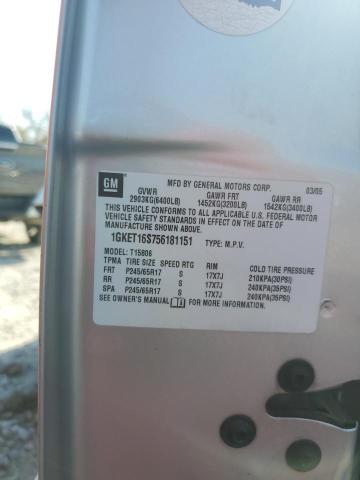 GM
MFD BY GENERAL MOTORS CORP. 03/05
GVWR GAWR FRT GAWR RR
2903KG(6400LB) 1452KG(3200LB) 1542KG(3400LB)
THIS VEHICLE CONFORMS TO ALL APPLICABLE U.S. FEDERAL
MOTOR VEHICLE SAFETY STANDARDS IN EFFECT ON THE DATE OF
MANUFACTURE SHOWN ABOVE.
1GKET16S756181151 TYPE: M.P.V.
MODEL: T15806
TPMA TIRE SIZE SPEED RTG RIM COLD TIRE PRESSURE
FRT P245/65R17 S 17X7J 210KPA(30PSI)
RR P245/65R17 S 17X7J 240KPA(35PSI)
SPA P245/65R17 S 17X7J 240KPA(35PSI)
SEE OWNER'S MANUAL FOR MORE INFORMATION.